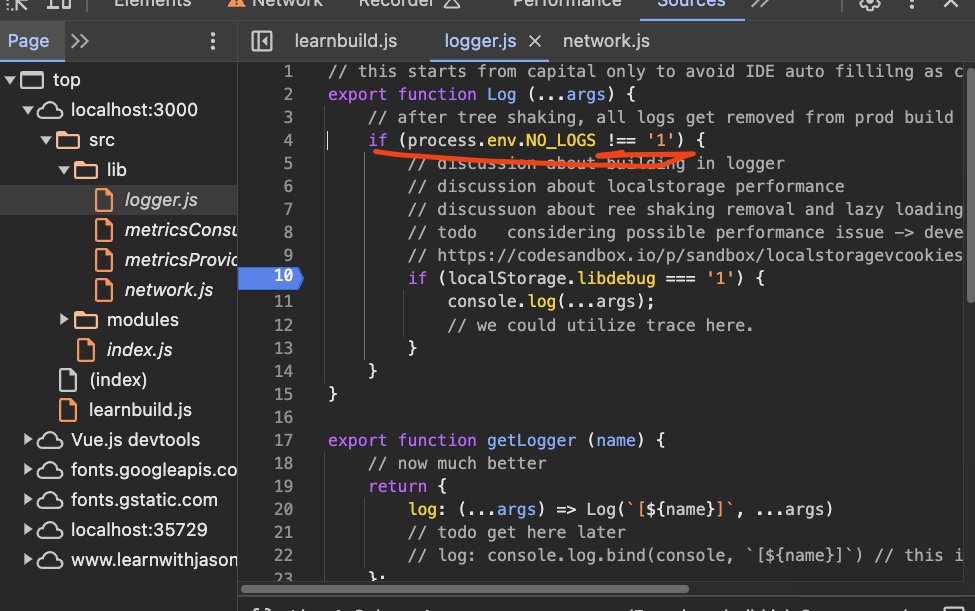 Elements
Network
Recorder
Performance
Sources
Page
learnbuild.js
logger.js
network.js
top
localhost:3000
src
lib
logger.js
metricsConsu
metricsProvid
network.js
modules
index.js
(index)
learnbuild.js
Vue.js devtools
fonts.googleapis.co
fonts.gstatic.com
localhost:35729
www.learnwithjason
1 // this starts from capital only to avoid IDE auto fillilng as c
2 export function Log (...args) {
3 // after tree shaking, all logs get removed from prod build
4 if (process.env.NO_LOGS !== '1') {
5 // discussion about building in logger
6 // discussion about localstorage performance
7 // discussuon about ree shaking removal and lazy loading
8 // todo   considering possible performance issue -> deve
9 // https://codesandbox.io/p/sandbox/localstoragevcookies
10 if (localStorage.libdebug === '1') {
11 console.log(...args);
12 // we could utilize trace here.
13 }
14 }
15 }
16
17 export function getLogger (name) {
18 // now much better
19 return {
20 log: (...args) => Log(`[${name}]`, ...args)
21 // todo get here later
22 // log: console.log.bind(console, `[${name}]`) // this i
23 };